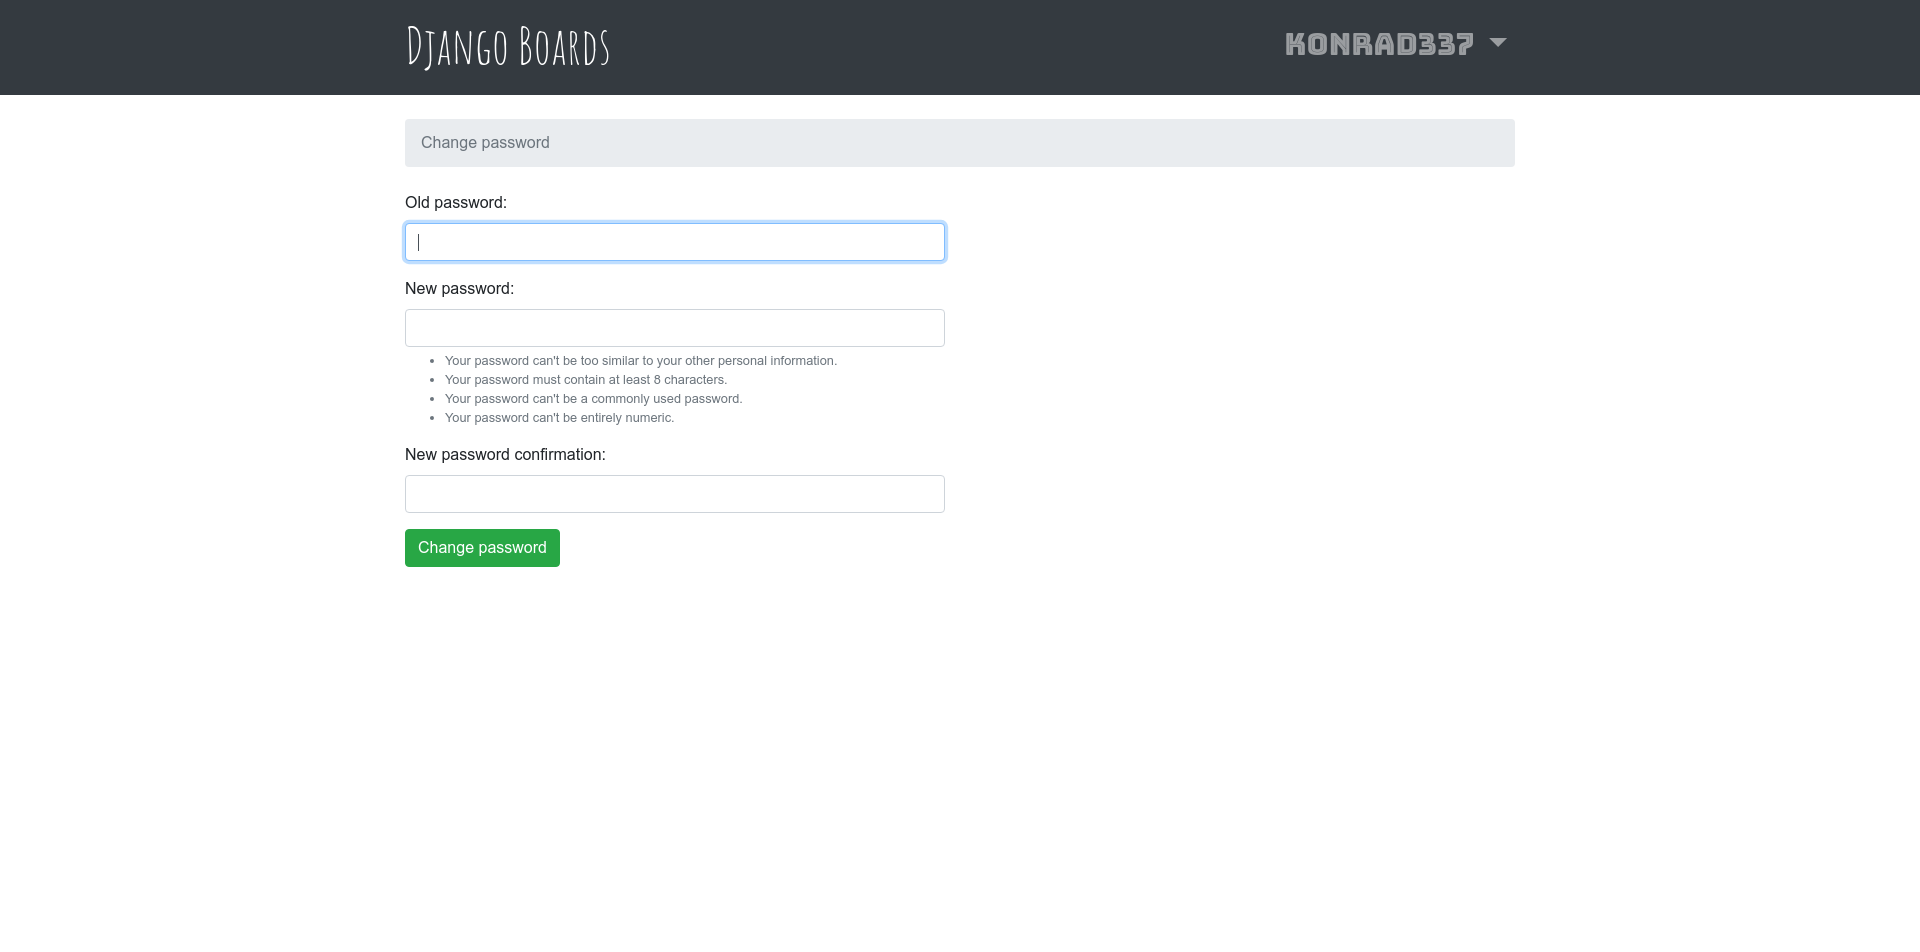 Django Boards
KONRAD337
Change password
Old password:
New password:
Your password can't be too similar to your other personal information.
Your password must contain at least 8 characters.
Your password can't be a commonly used password.
Your password can't be entirely numeric.
New password confirmation:
Change password